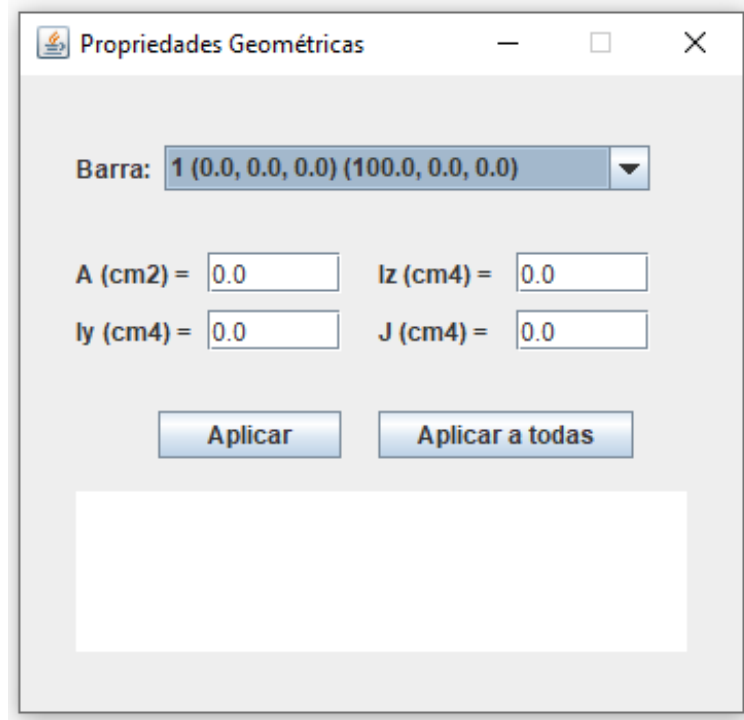 Propriedades Geométricas
Barra: 1 (0.0, 0.0, 0.0) (100.0, 0.0, 0.0)
A (cm2) = 0.0 Iz (cm4) = 0.0
Iy (cm4) = 0.0 J (cm4) = 0.0
Aplicar Aplicar a todas